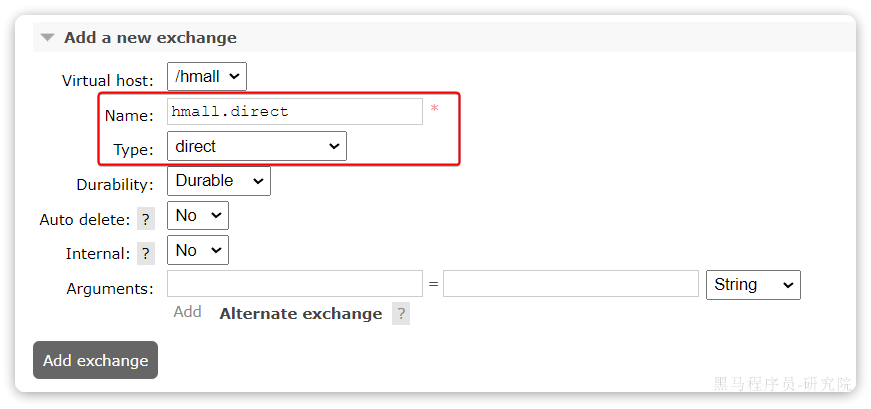 Add a new exchange
Virtual host: /hmall
Name: hmall.direct *
Type: direct
Durability: Durable
Auto delete: ? No
Internal: ? No
Arguments: = String
Add Alternate exchange ?
Add exchange
黑马程序员-研究院